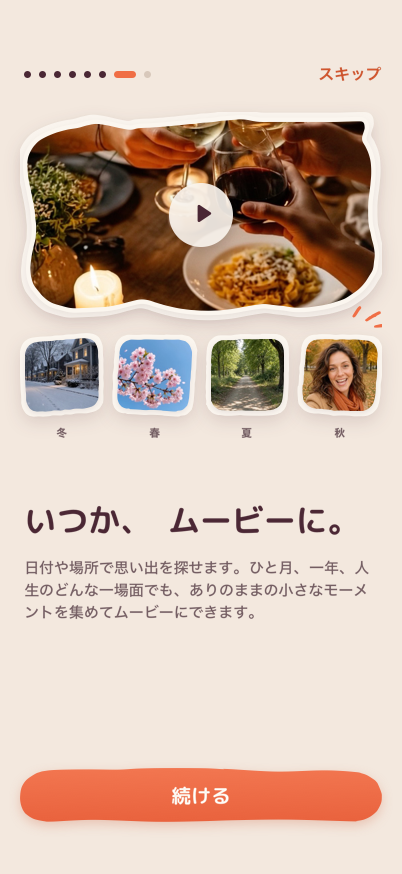 スキップ
冬
春
夏
秋
いつか、　ムービーに。
日付や場所で思い出を探せます。ひと月、一年、人
生のどんな一場面でも、ありのままの小さなモーメ
ントを集めてムービーにできます。
続ける